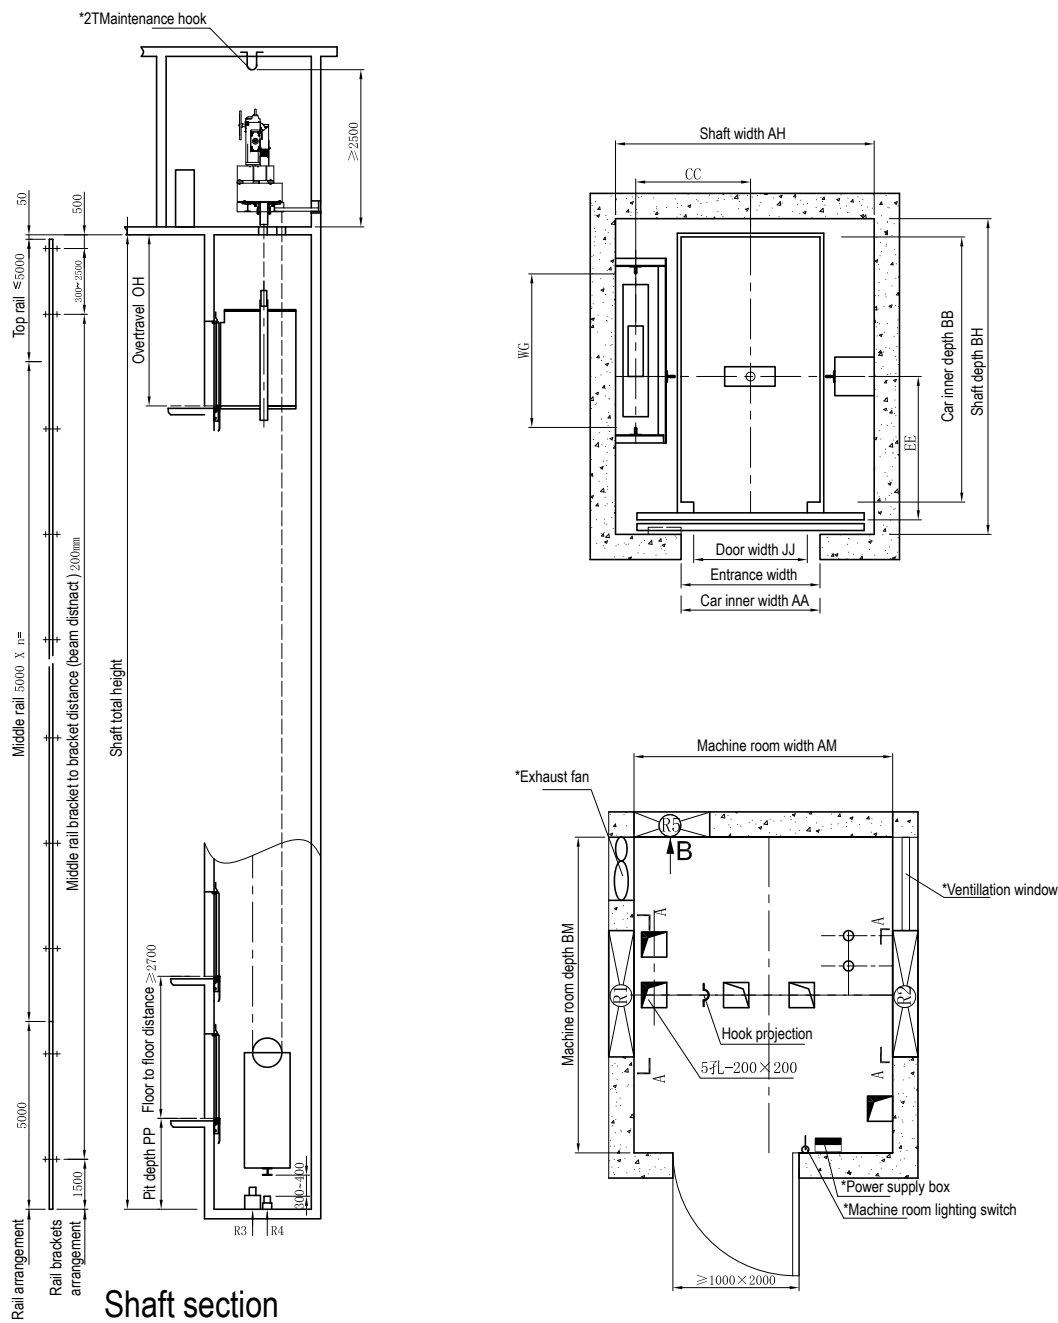 *2TMaintenance hook
≥2500
50
500
Top rail ≤5000
300~2500
Overtravel OH
Middle rail 5000 X n=
Middle rail bracket to bracket distance (beam distnact ) 200mm
Shaft total height
Floor to floor distance ≥2700
5000
Pit depth PP
1500
300~400
R3
R4
Rail arrangement
Rail brackets
arrangement
Shaft section
Shaft width AH
CC
WG
Car inner depth BB
Shaft depth BH
EE
Door width JJ
Entrance width
Car inner width AA
Machine room width AM
*Exhaust fan
R5
B
*Ventillation window
A
A
Machine room depth BM
R1
R2
Hook projection
5孔-200×200
A
A
*Power supply box
*Machine room lighting switch
≥1000×2000